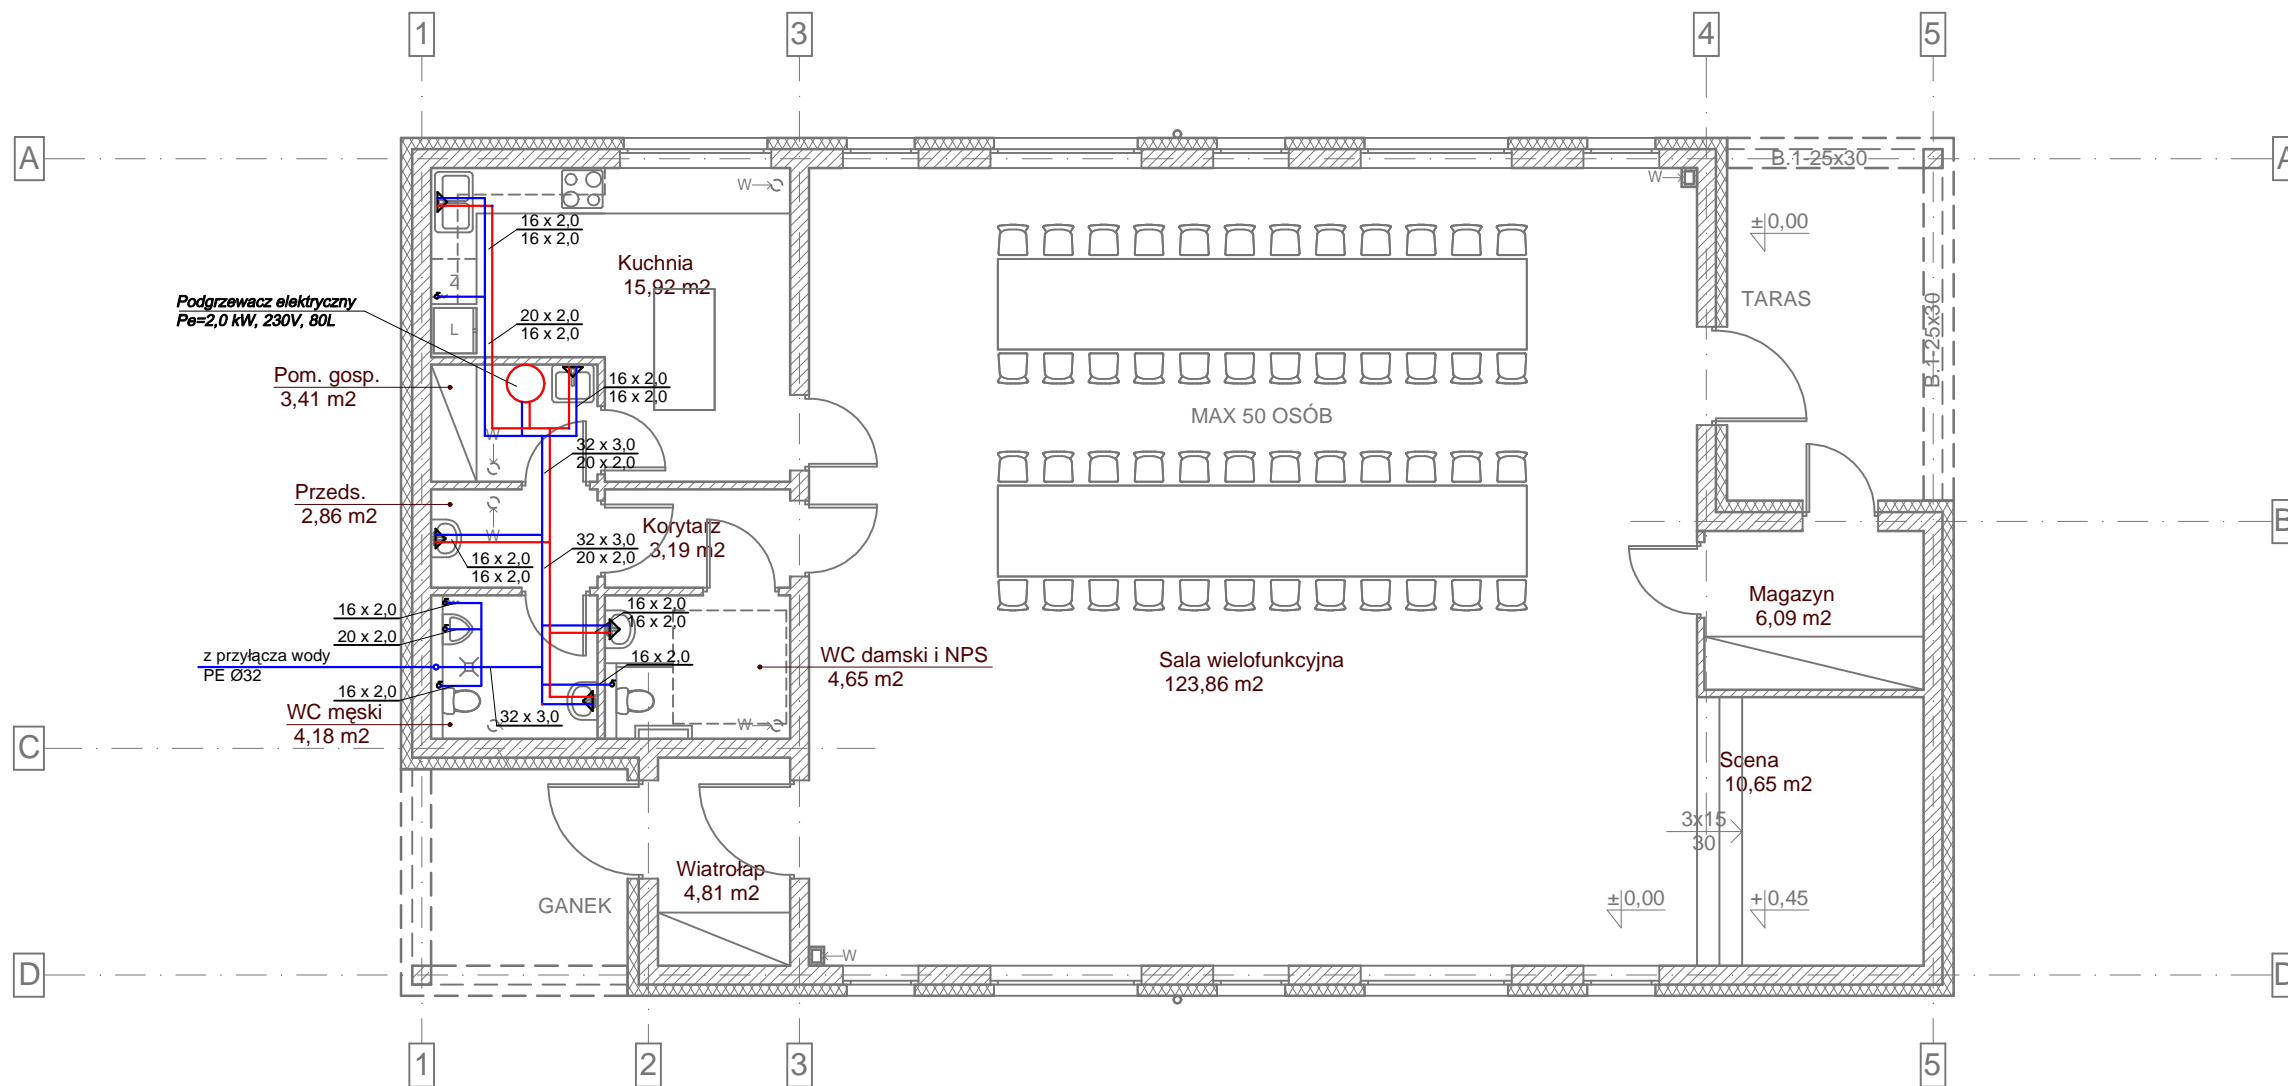 1
3
4
5
A
A
B.1-25x30
W
W
±0,00
16 x 2,0
16 x 2,0
Kuchnia
15,92 m2
Z
TARAS
Podgrzewacz elektryczny
Pe=2,0 kW, 230V, 80L
20 x 2,0
16 x 2,0
L
B.1-25x30
Pom. gosp.
3,41 m2
16 x 2,0
16 x 2,0
MAX 50 OSÓB
W
32 x 3,0
20 x 2,0
Przeds.
2,86 m2
W
Korytarz
3,19 m2
B
32 x 3,0
20 x 2,0
16 x 2,0
16 x 2,0
Magazyn
6,09 m2
16 x 2,0
20 x 2,0
16 x 2,0
16 x 2,0
z przyłącza wody
PE Ø32
16 x 2,0
WC damski i NPS
4,65 m2
Sala wielofunkcyjna
123,86 m2
16 x 2,0
WC męski
4,18 m2
32 x 3,0
W
C
C
Scena
10,65 m2
3x15
30
Wiatrołap
4,81 m2
GANEK
±0,00
+0,45
W
D
D
1
2
3
5